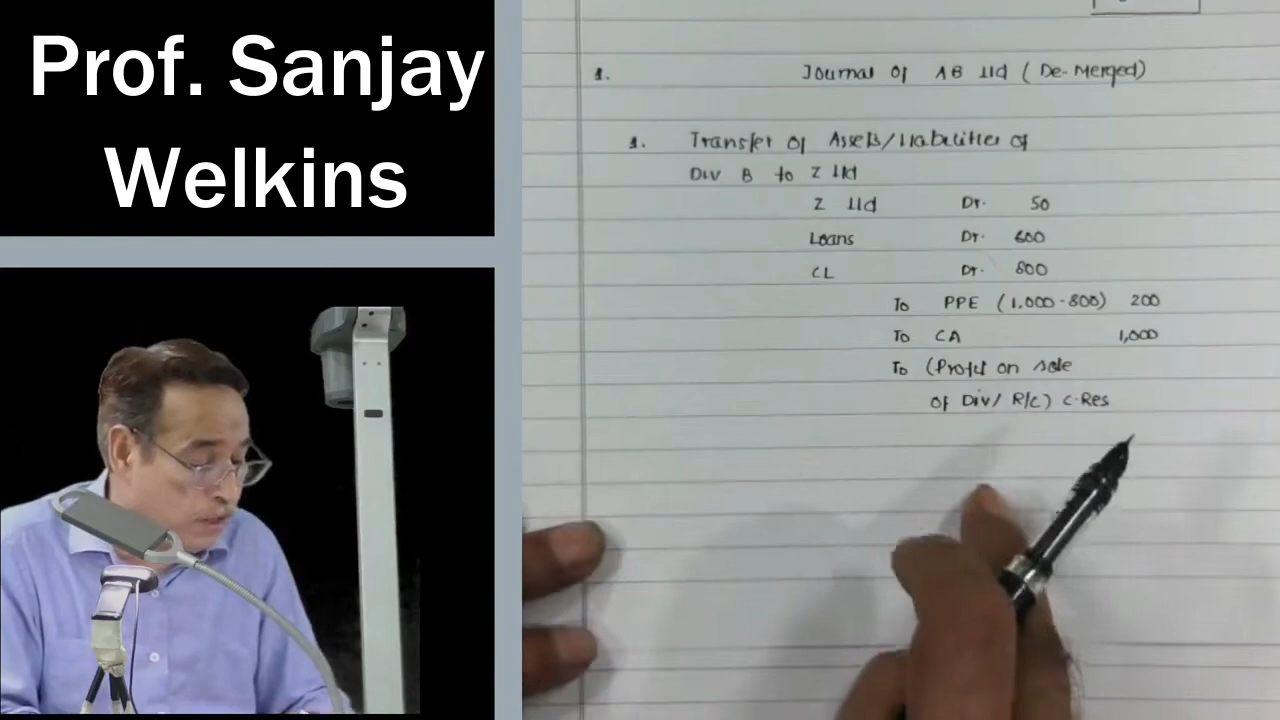 Prof. Sanjay
Welkins
1. Journal Of AB Ltd (De-Merged)
1. Transfer of Assets/Liabilities of
Div B to Z Ltd
Z Ltd Dr. 50
Loans Dr. 600
CL Dr. 800
To PPE (1,000-800) 200
To CA 1,000
To (Profit on sale
of Div/ R/c) C.Res